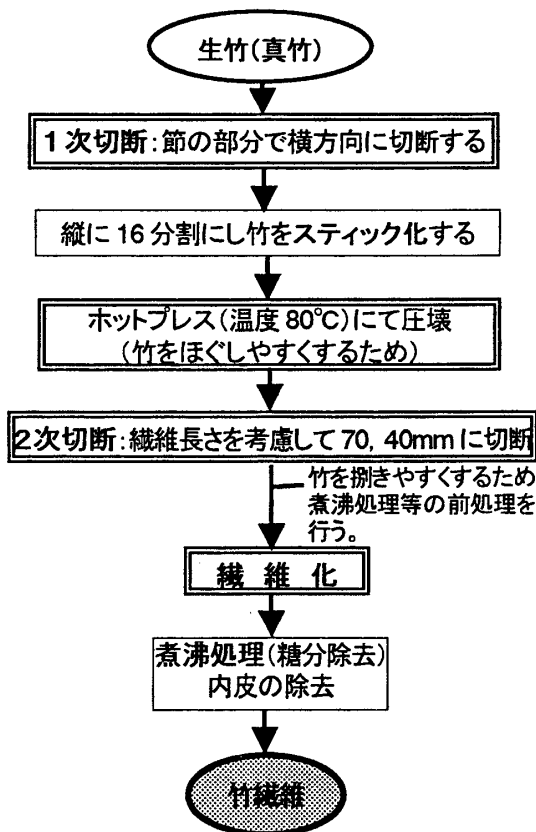 生竹(真竹)
1次切断:節の部分で横方向に切断する
縦に16分割にし竹をスティック化する
ホットプレス(温度80℃)にて圧壊
(竹をほぐしやすくするため)
2次切断:繊維長さを考慮して70, 40mmに切断
竹を捌きやすくするため
煮沸処理等の前処理を
行う。
繊 維 化
煮沸処理(糖分除去)
内皮の除去
竹繊維